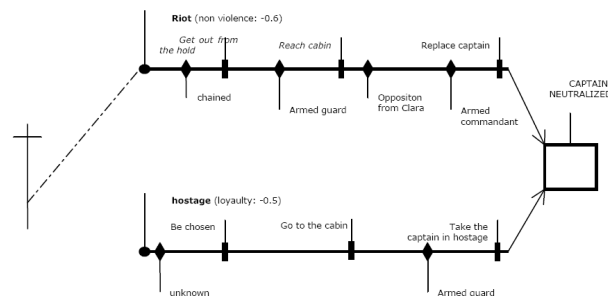 Riot (non violence: -0.6)
Get out from
the hold
Reach cabin
Replace captain
chained
Armed guard
Oppositon
from Clara
Armed
commandant
CAPTAIN
NEUTRALIZED
hostage (loyaulty: -0.5)
Be chosen
Go to the cabin
Take the
captain in hostage
unknown
Armed guard